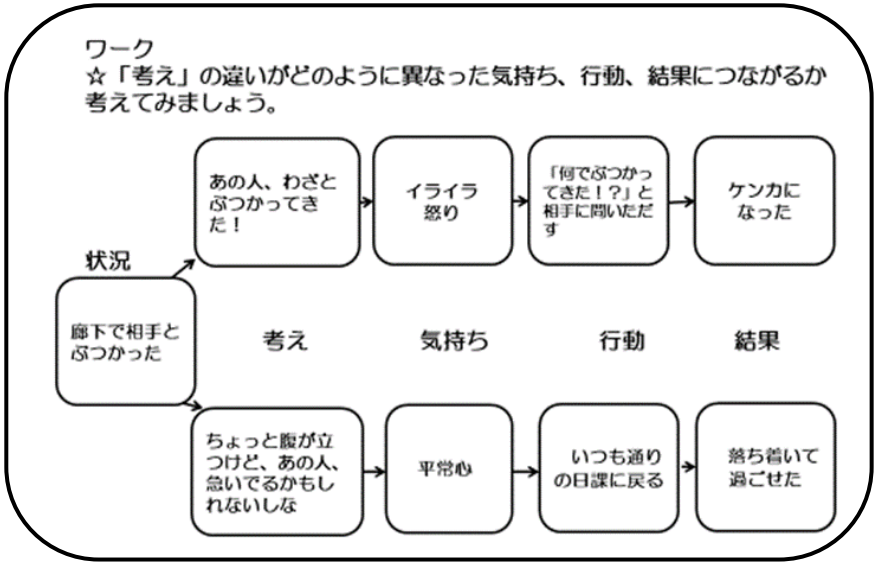 ワーク
☆「考え」の違いがどのように異なった気持ち、行動、結果につながるか
考えてみましょう。
あの人、わざと
ぶつかってき
た！
イライラ
怒り
「何でぶつかっ
てきた！？」と
相手に問いただ
す
ケンカに
なった
状況
廊下で相手と
ぶつかった
考え
気持ち
行動
結果
ちょっと腹が立
つけど、あの人、
急いでるかもし
れないしな
平常心
いつも通り
の日課に戻る
落ち着いて
過ごせた